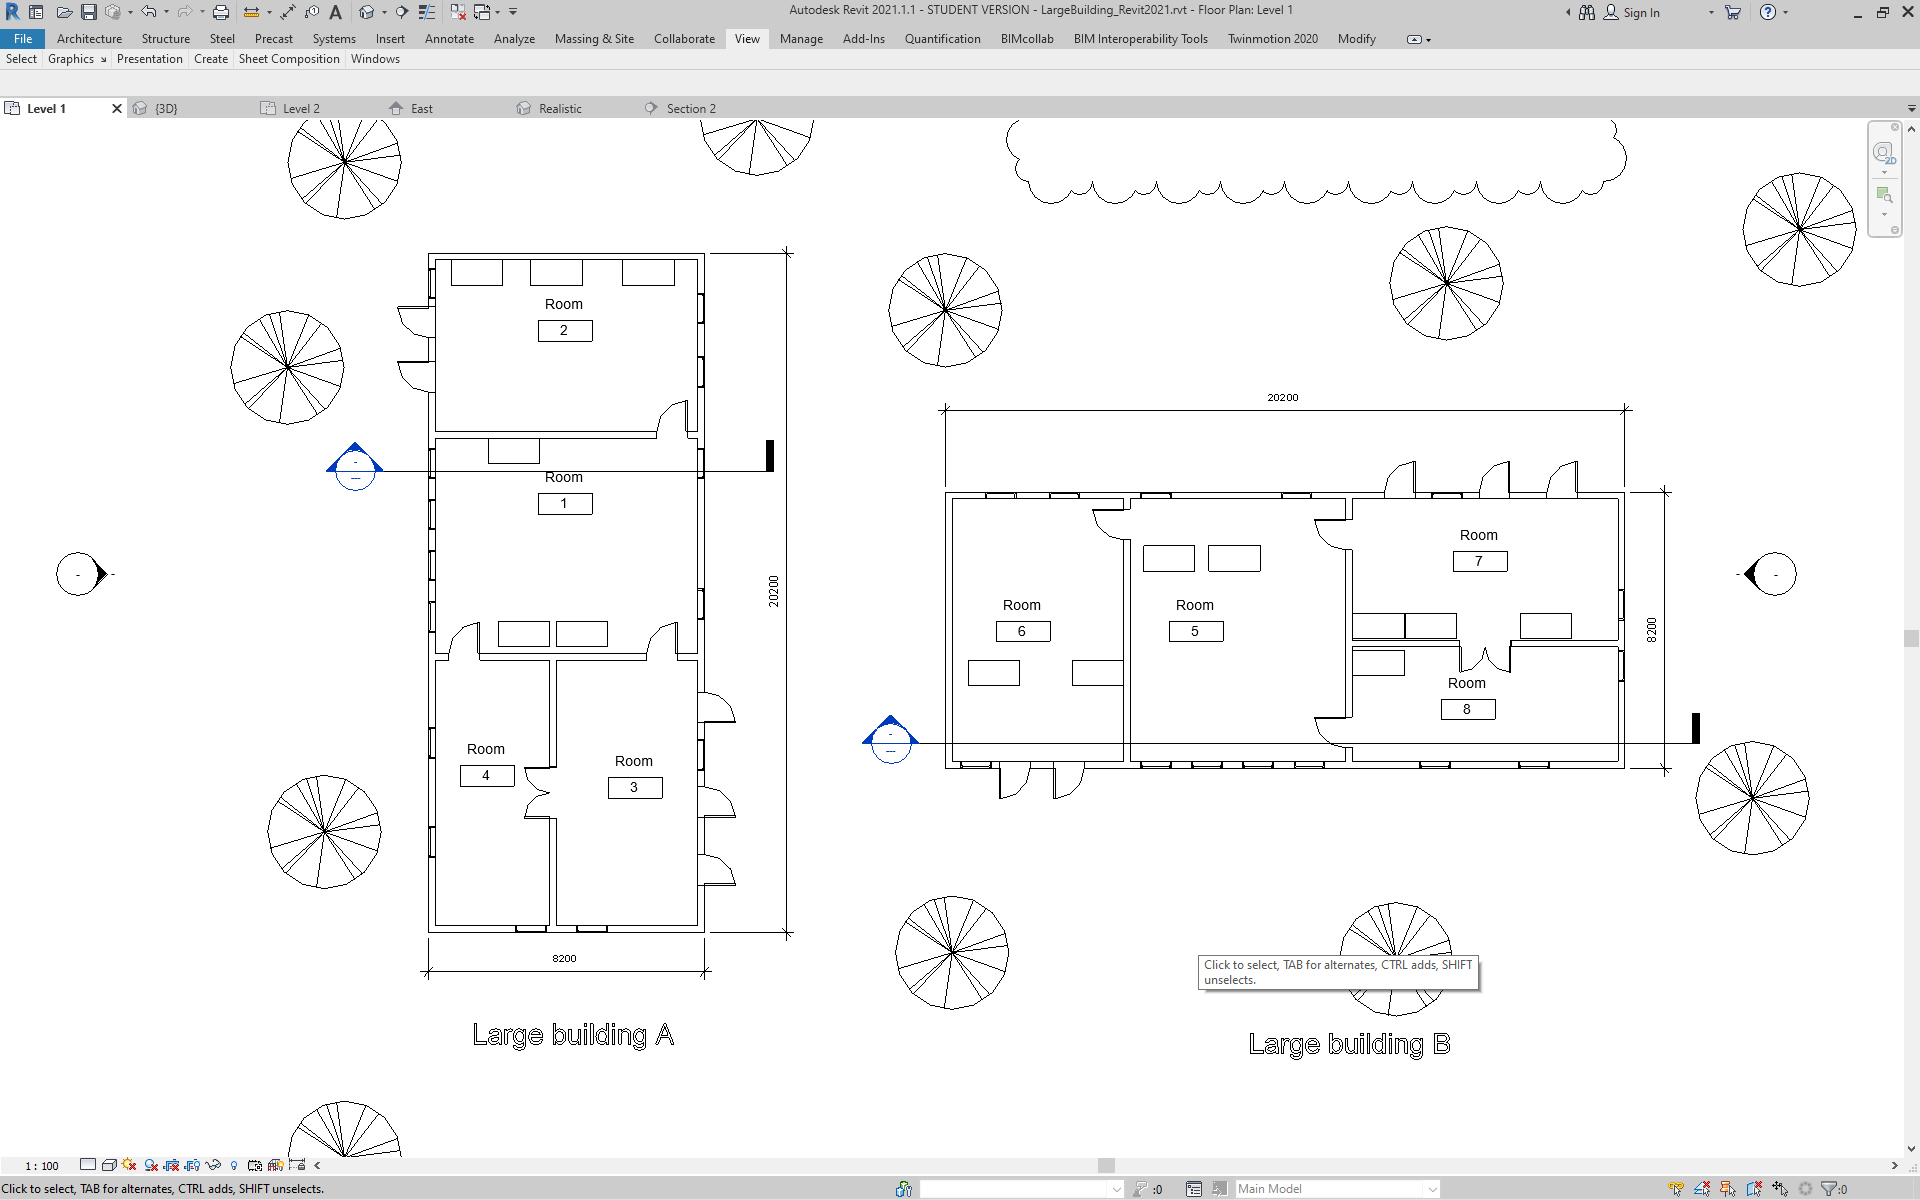 Autodesk Revit 2021.1.1 - STUDENT VERSION - LargeBuilding_Revit2021.rvt - Floor Plan: Level 1
Sign In
File Architecture Structure Steel Precast Systems Insert Annotate Analyze Massing & Site Collaborate View Manage Add-Ins Quantification BIMcollab BIM Interoperability Tools Twinmotion 2020 Modify
Select Graphics Presentation Create Sheet Composition Windows
Level 1 {3D} Level 2 East Realistic Section 2
2D
Room
2
Room
1
20200
Room
4
Room
3
8200
Large building A
20200
Room
7
Room
6
Room
5
8200
Room
8
Click to select, TAB for alternates, CTRL adds, SHIFT
unselects.
Large building B
1 : 100
Click to select, TAB for alternates, CTRL adds, SHIFT unselects.
:0
Main Model
:0